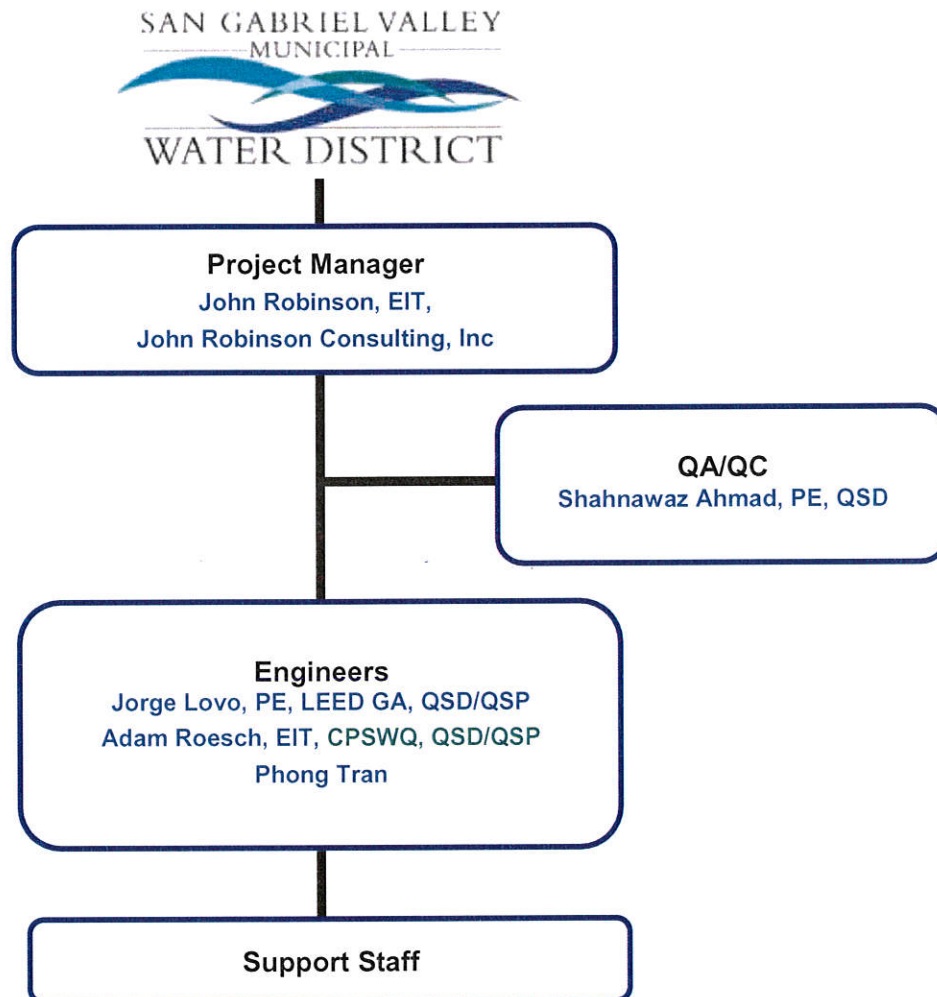 SAN GABRIEL VALLEY
MUNICIPAL
WATER DISTRICT
Project Manager
John Robinson, EIT,
John Robinson Consulting, Inc
QA/QC
Shahnawaz Ahmad, PE, QSD
Engineers
Jorge Lovo, PE, LEED GA, QSD/QSP
Adam Roesch, EIT, CPSWQ, QSD/QSP
Phong Tran
Support Staff